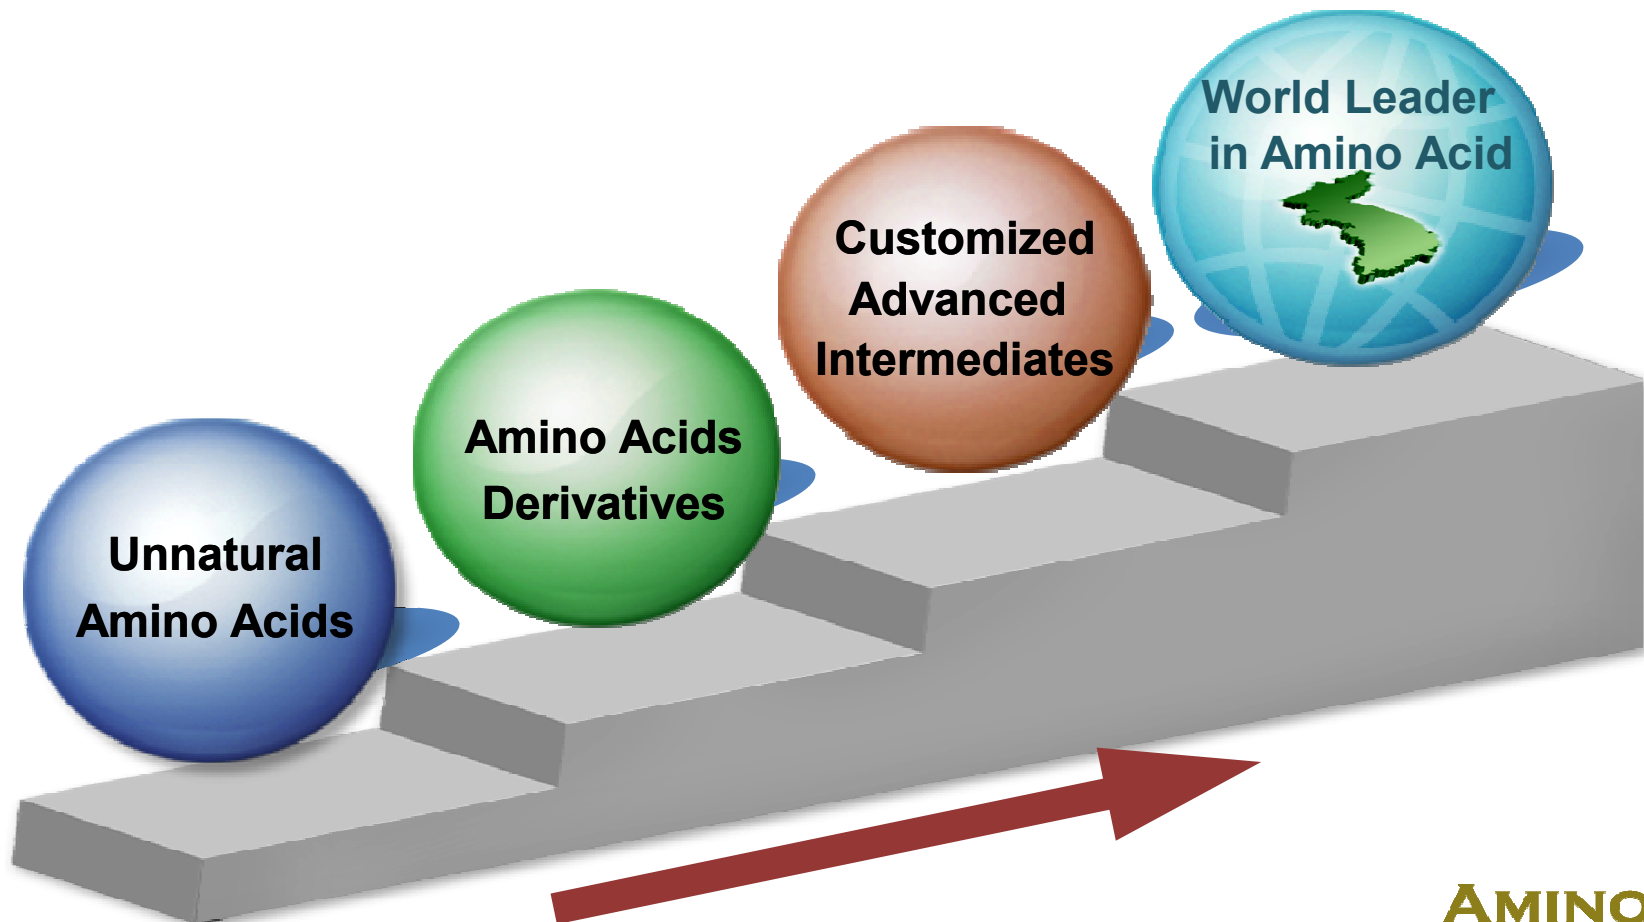 World Leader
in Amino Acid
Customized
Advanced
Intermediates
Amino Acids
Derivatives
Unnatural
Amino Acids
AMINO